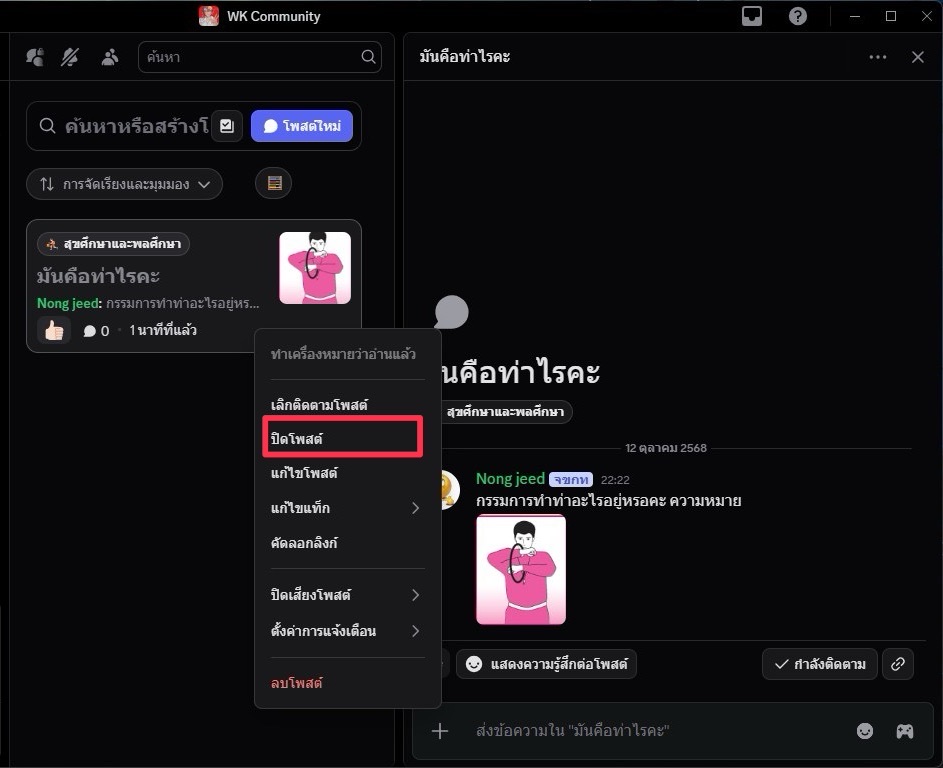 WK Community
ค้นหา
มันคือท่าไรคะ
ค้นหาหรือสร้างโ
โพสต์ใหม่
การจัดเรียงและมุมมอง
สุขศึกษาและพลศึกษา
มันคือท่าไรคะ
Nong jeed: กรรมการทำท่าอะไรอยู่หร...
0 · 1 นาทีที่แล้ว
ทำเครื่องหมายว่าอ่านแล้ว
เลิกติดตามโพสต์
ปิดโพสต์
แก้ไขโพสต์
แก้ไขแท็ก
คัดลอกลิงก์
ปิดเสียงโพสต์
ตั้งค่าการแจ้งเตือน
ลบโพสต์
นคือท่าไรคะ
สุขศึกษาและพลศึกษา
12 ตุลาคม 2568
Nong jeed จขกท 22:22
กรรมการทำท่าอะไรอยู่หรอคะ ความหมาย
แสดงความรู้สึกต่อโพสต์
กำลังติดตาม
ส่งข้อความใน "มันคือท่าไรคะ"